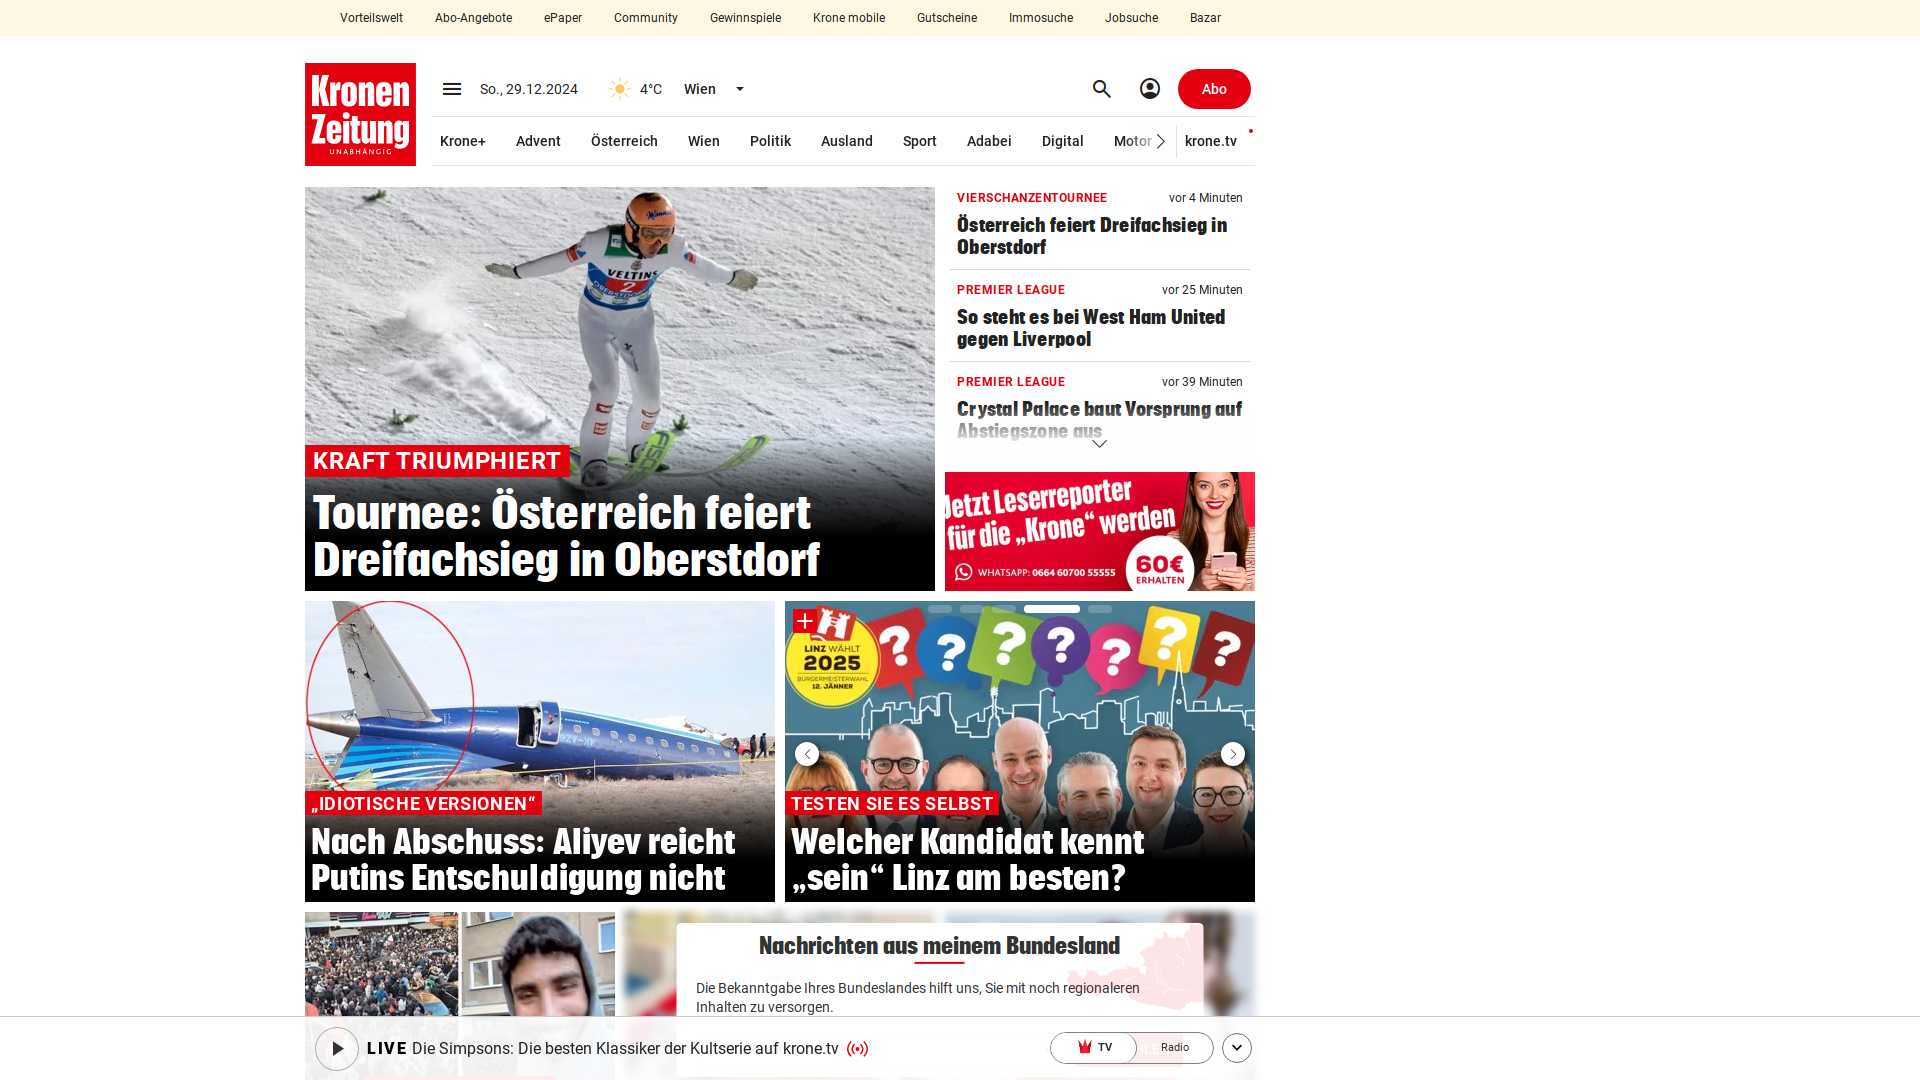 Vorteilswelt
Abo-Angebote
ePaper
Community
Gewinnspiele
Krone mobile
Gutscheine
Immosuche
Jobsuche
Bazar
Kronen
Zeitung
UNABHÄNGIG
So., 29.12.2024
4°C
Wien
Abo
Krone+
Advent
Österreich
Wien
Politik
Ausland
Sport
Adabei
Digital
Motor
krone.tv
VELTINS
2
KRAFT TRIUMPHIERT
Tournee: Österreich feiert
Dreifachsieg in Oberstdorf
VIERSCHANZENTOURNEE
vor 4 Minuten
Österreich feiert Dreifachsieg in
Oberstdorf
PREMIER LEAGUE
vor 25 Minuten
So steht es bei West Ham United
gegen Liverpool
PREMIER LEAGUE
vor 39 Minuten
Crystal Palace baut Vorsprung auf
Abstiegszone aus
Jetzt Leserreporter
für die „Krone“ werden
WHATSAPP: 0664 60700 55555
60€
ERHALTEN
„IDIOTISCHE VERSIONEN“
Nach Abschuss: Aliyev reicht
Putins Entschuldigung nicht
LINZ WÄHLT
2025
BÜRGERMEISTERWAHL
12. JÄNNER
? ? ? ? ? ? ?
TESTEN SIE ES SELBST
Welcher Kandidat kennt
„sein“ Linz am besten?
Nachrichten aus meinem Bundesland
Die Bekanntgabe Ihres Bundeslandes hilft uns, Sie mit noch regionaleren
Inhalten zu versorgen.
LIVE Die Simpsons: Die besten Klassiker der Kultserie auf krone.tv
TV
Radio